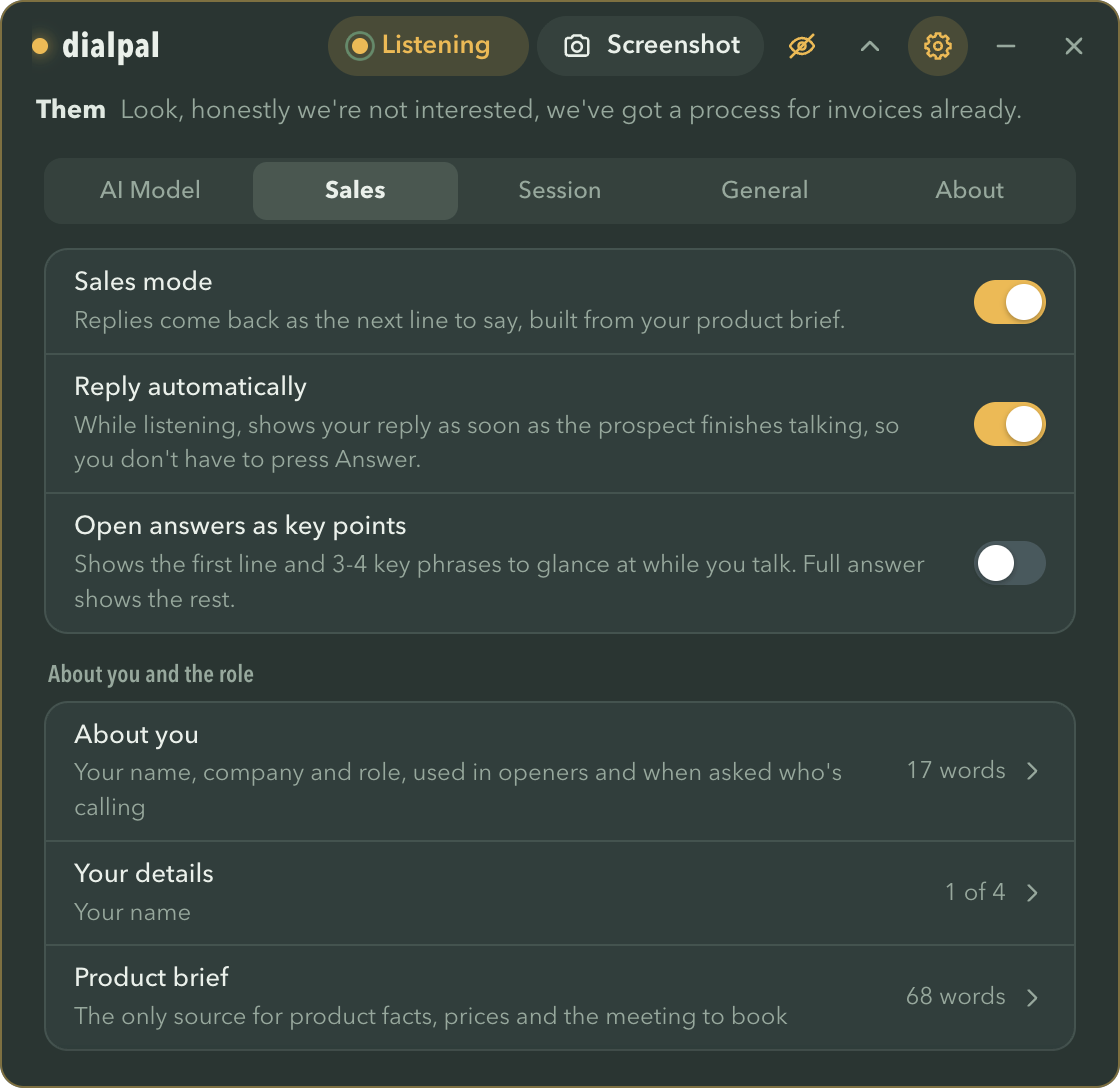 dialpal
Listening
Screenshot
Them Look, honestly we're not interested, we've got a process for invoices already.
AI Model
Sales
Session
General
About
Sales mode
Replies come back as the next line to say, built from your product brief.
Reply automatically
While listening, shows your reply as soon as the prospect finishes talking, so
you don't have to press Answer.
Open answers as key points
Shows the first line and 3-4 key phrases to glance at while you talk. Full answer
shows the rest.
About you and the role
About you
Your name, company and role, used in openers and when asked who's
calling
17 words
Your details
Your name
1 of 4
Product brief
The only source for product facts, prices and the meeting to book
68 words